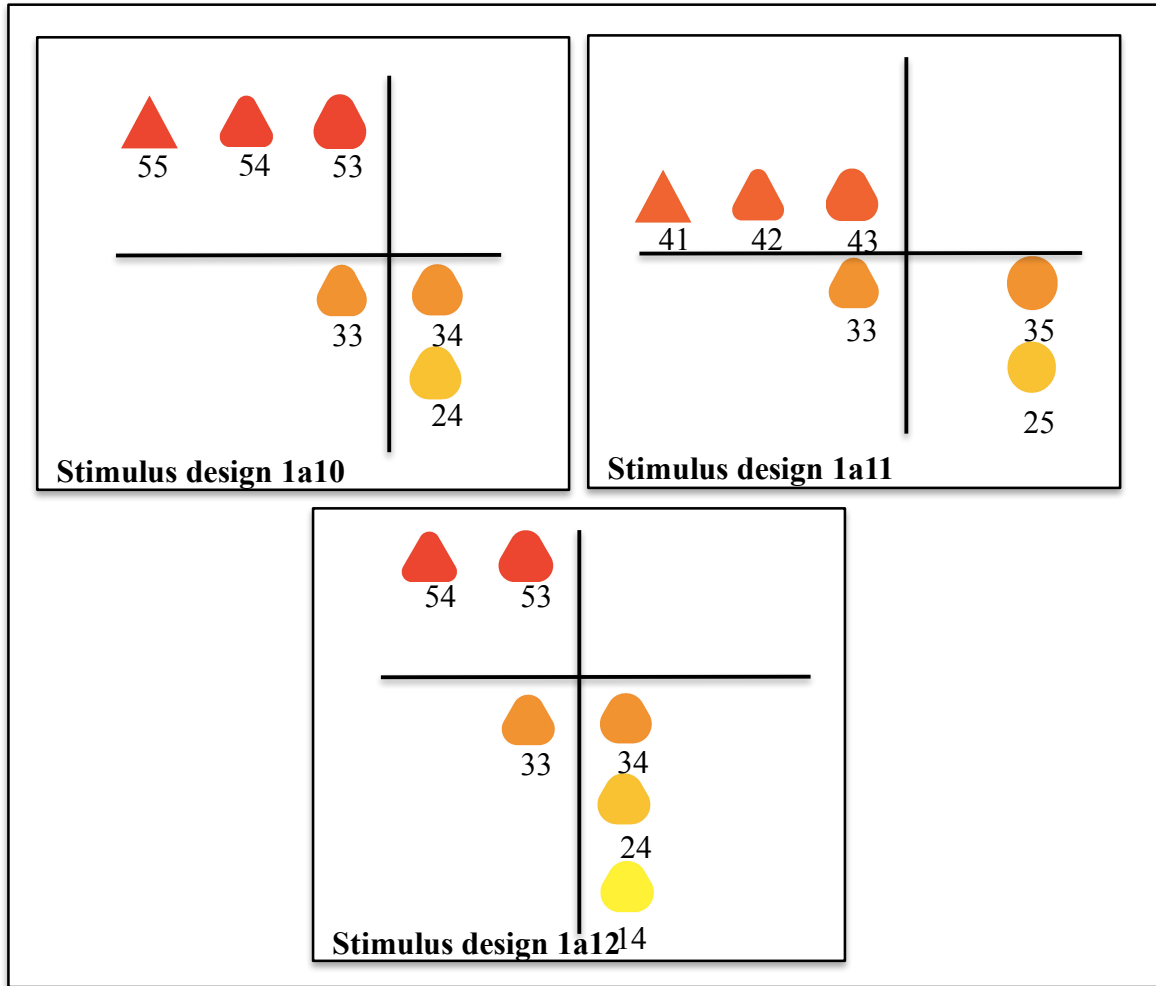 55 54 53
33 34
24
Stimulus design 1a10
41 42 43
33 35
25
Stimulus design 1a11
54 53
33 34
24
14
Stimulus design 1a12